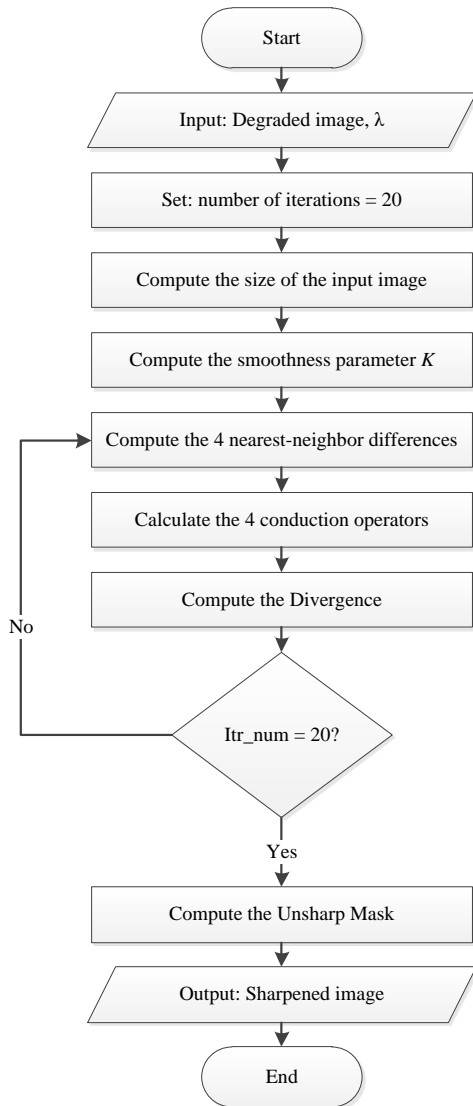 Start
Input: Degraded image, λ
Set: number of iterations = 20
Compute the size of the input image
Compute the smoothness parameter K
Compute the 4 nearest-neighbor differences
Calculate the 4 conduction operators
Compute the Divergence
No
Itr_num = 20?
Yes
Compute the Unsharp Mask
Output: Sharpened image
End